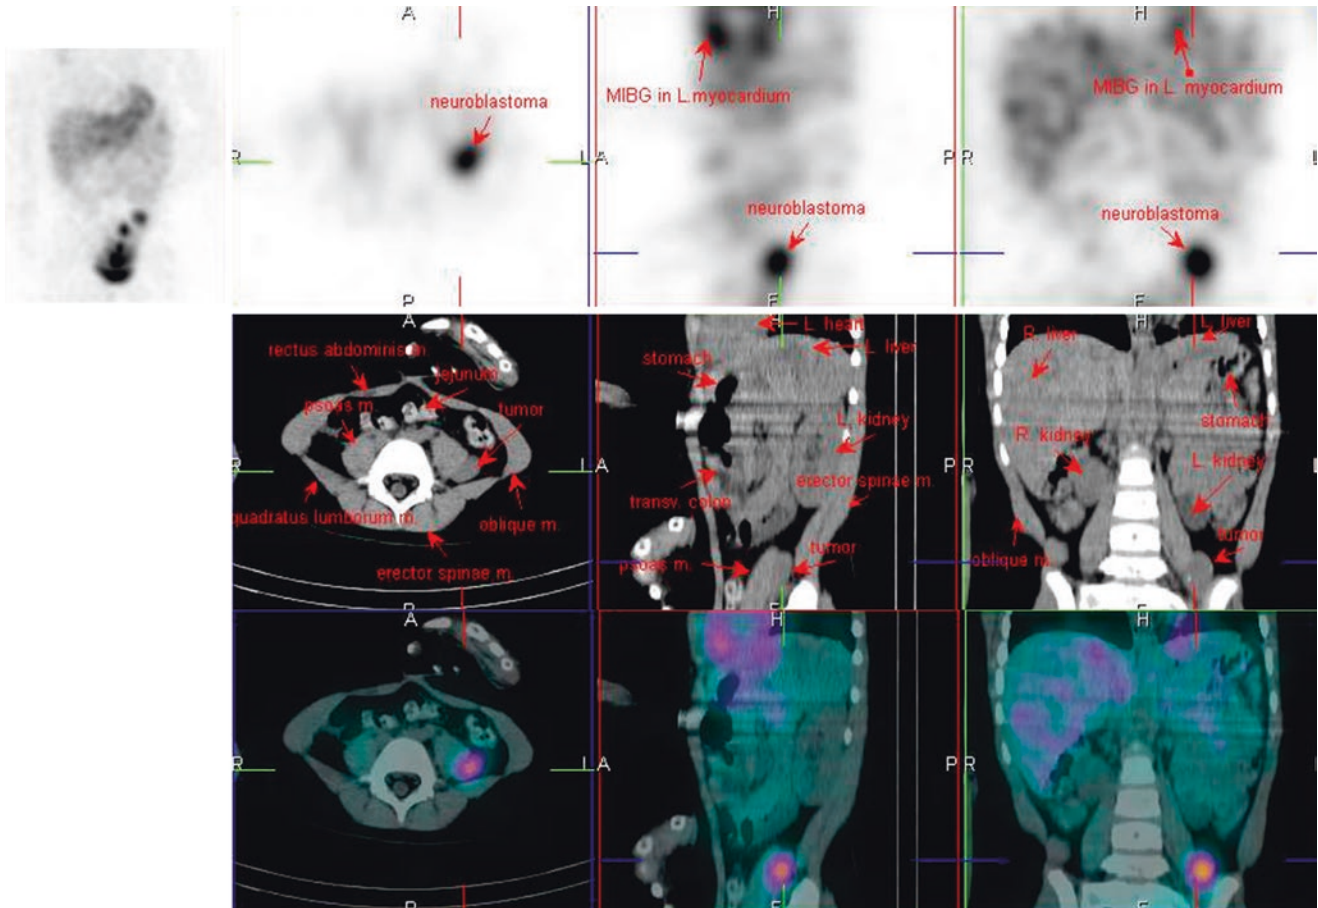 A
H
H
MIBG in L.myocardium
MIBG in L. myocardium
neuroblastoma
R
L
A
P
R
L
neuroblastoma
neuroblastoma
P
F
F
A
H
H
L. heart
L. liver
R. liver
L. liver
rectus abdominis m.
jejunum
stomach
psoas m.
tumor
stomach
L. kidney
R. kidney
L. kidney
R
L
A
P
R
L
transv. colon
erector spinae m.
quadratus lumborum m.
oblique m.
tumor
tumor
psoas m.
oblique m.
erector spinae m.
P
F
F
A
H
H
R
L
A
P
R
L
P
F
F